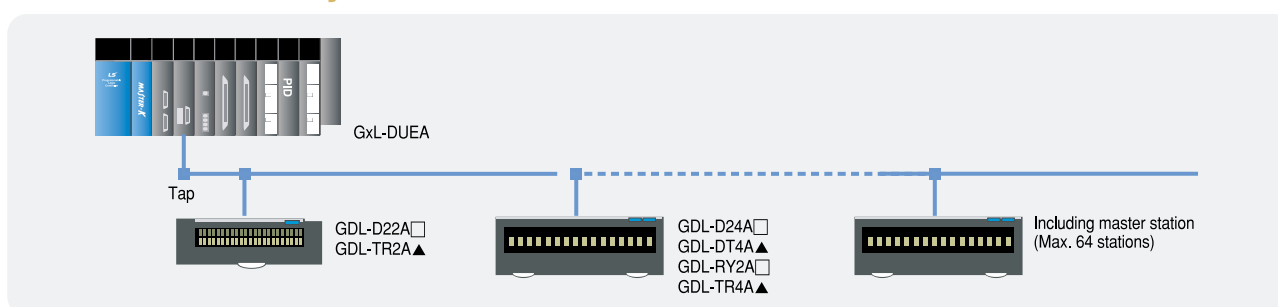 LS
MASTER-K
PID
GxL-DUEA
Tap
GDL-D22A□
GDL-TR2A▲
GDL-D24A□
GDL-DT4A▲
GDL-RY2A□
GDL-TR4A▲
Including master station
(Max. 64 stations)